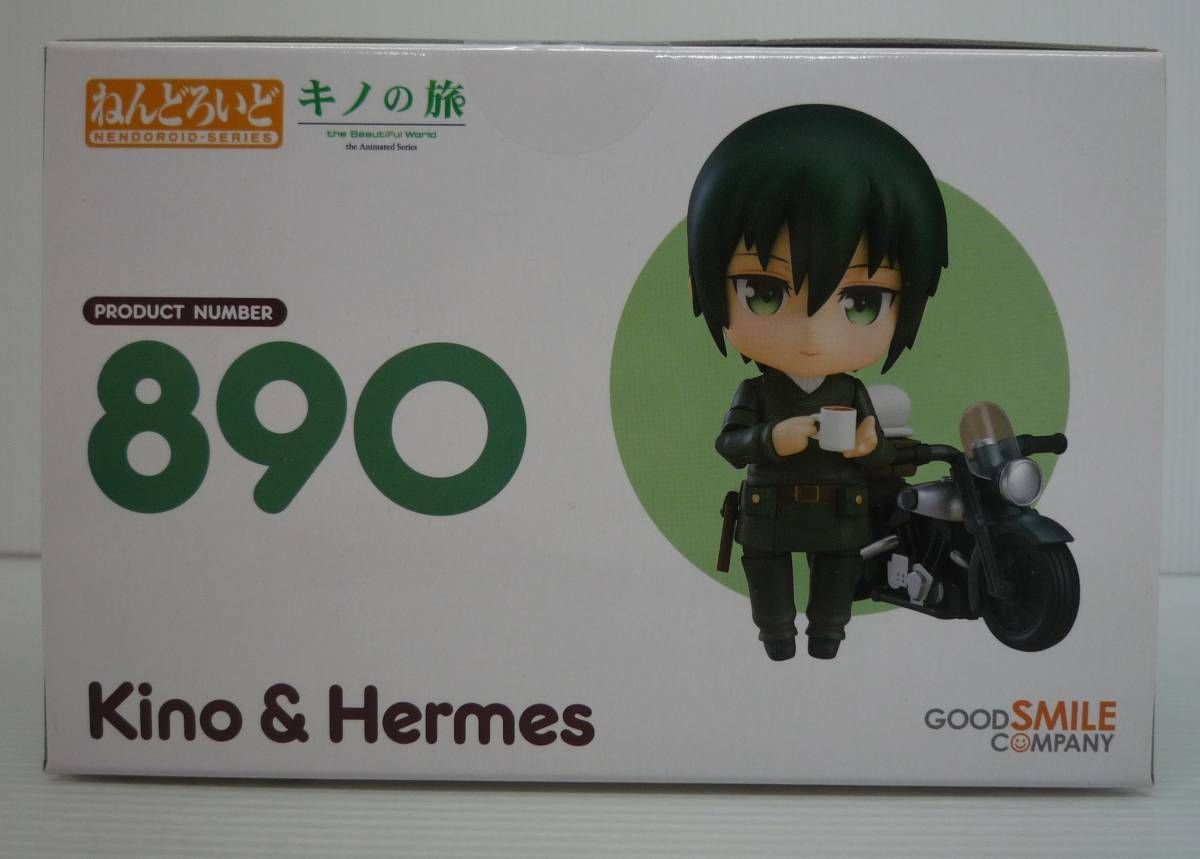 ねんどろいど
NENDOROID-SERIES
キノの旅
the Beautiful World
the Animated Series
PRODUCT NUMBER
890
Kino & Hermes
GOOD SMILE
COMPANY